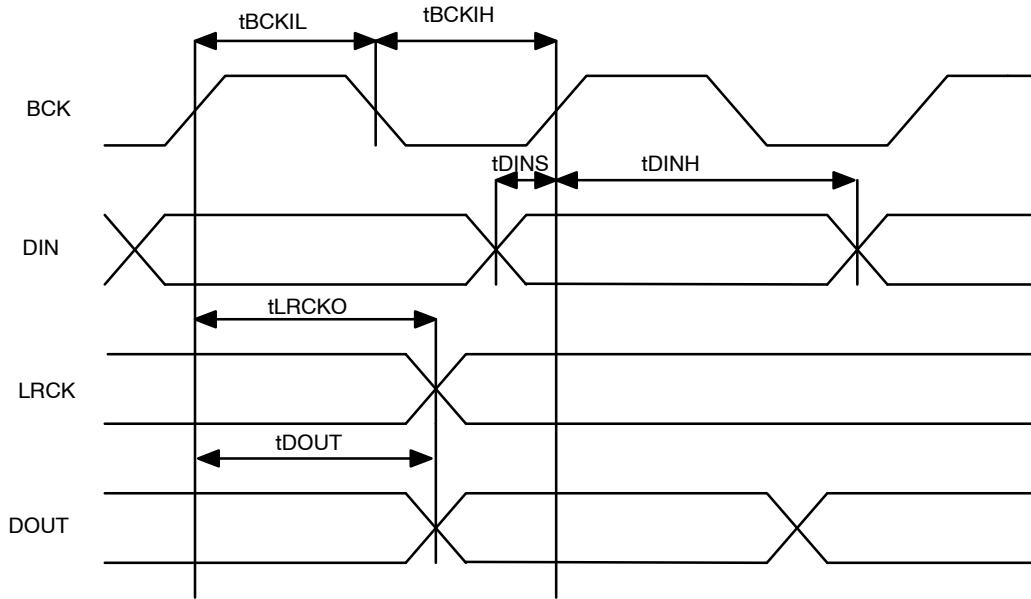 tBCKIL
tBCKIH
BCK
tDINS
tDINH
DIN
tLRCKO
LRCK
tDOUT
DOUT